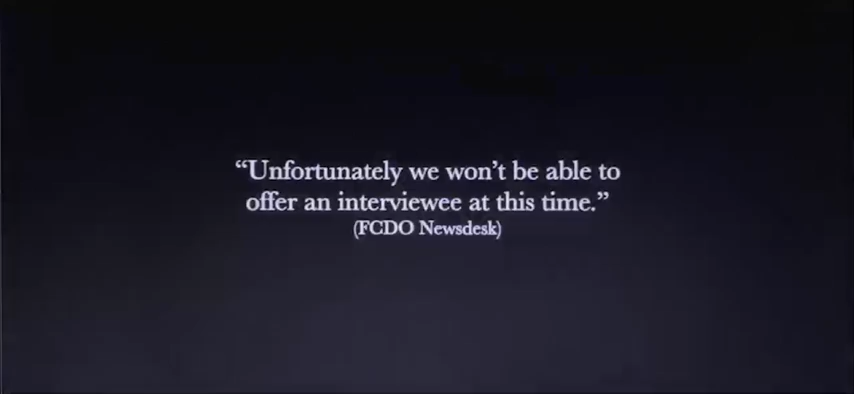 “Unfortunately we won’t be able to
offer an interviewee at this time.”
(FCDO Newsdesk)